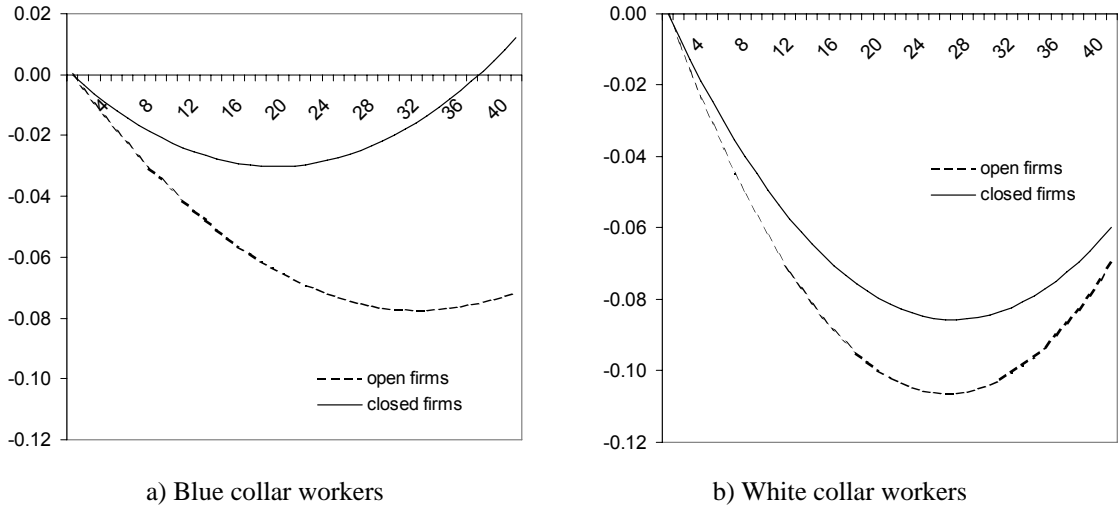 0.02
0.00
-0.02
-0.04
-0.06
-0.08
-0.10
-0.12
4 8 12 16 20 24 28 32 36 40
open firms
closed firms
a) Blue collar workers
0.00
-0.02
-0.04
-0.06
-0.08
-0.10
-0.12
4 8 12 16 20 24 28 32 36 40
open firms
closed firms
b) White collar workers